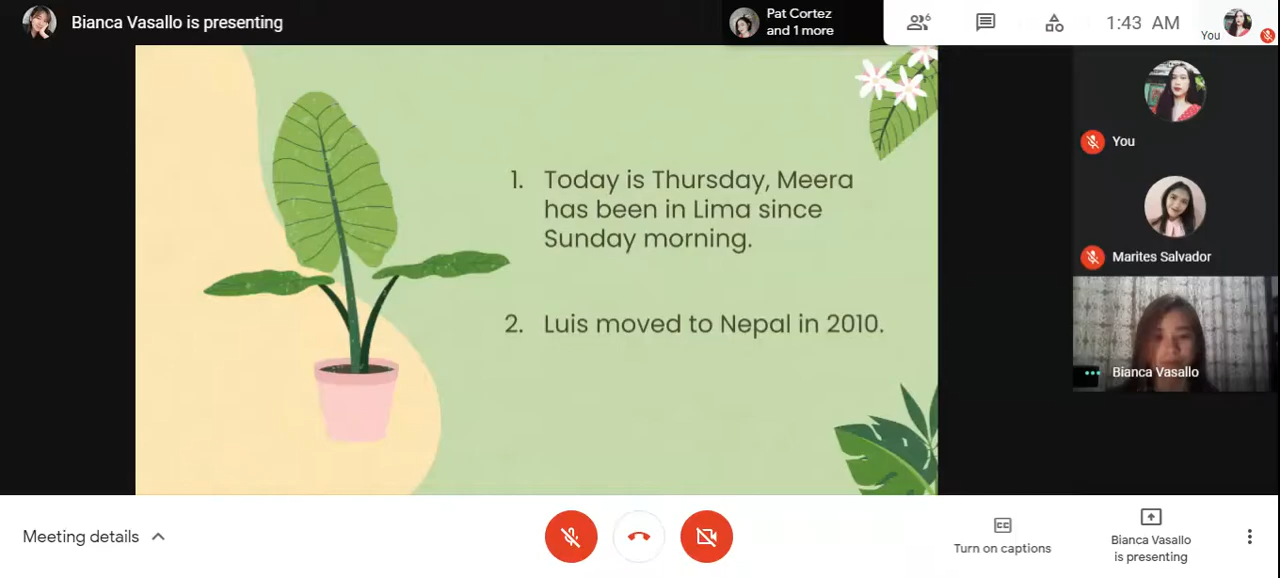 Bianca Vasallo is presenting
Pat Cortez
and 1 more
6
1:43 AM
You
1. Today is Thursday, Meera
has been in Lima since
Sunday morning.
2. Luis moved to Nepal in 2010.
You
Marites Salvador
Bianca Vasallo
Meeting details
CC
Turn on captions
Bianca Vasallo
is presenting